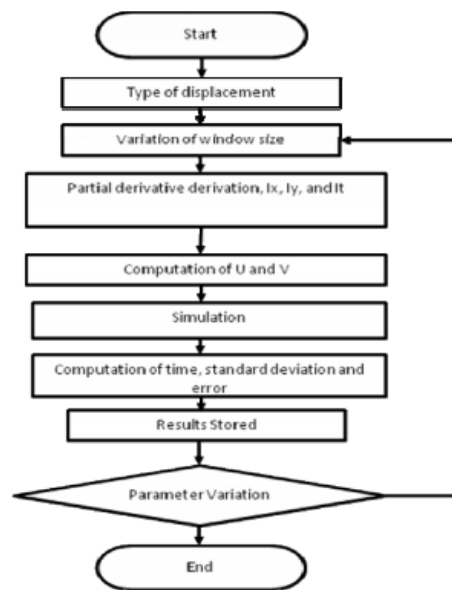 Start
Type of displacement
Variation of window size
Partial derivative derivation, Ix, Iy, and It
Computation of U and V
Simulation
Computation of time, standard deviation and
error
Results Stored
Parameter Variation
End